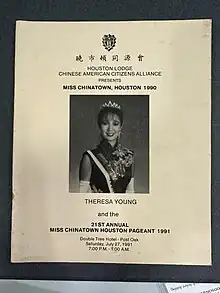 曉市頓同源會
HOUSTON LODGE
CHINESE AMERICAN CITIZENS ALLIANCE
PRESENTS
MISS CHINATOWN, HOUSTON 1990
THERESA YOUNG
and the
21ST ANNUAL
MISS CHINATOWN HOUSTON PAGEANT 1991
Double Tree Hotel - Post Oak
Saturday, July 27, 1991
7:00 P.M. - 1:00 A.M.